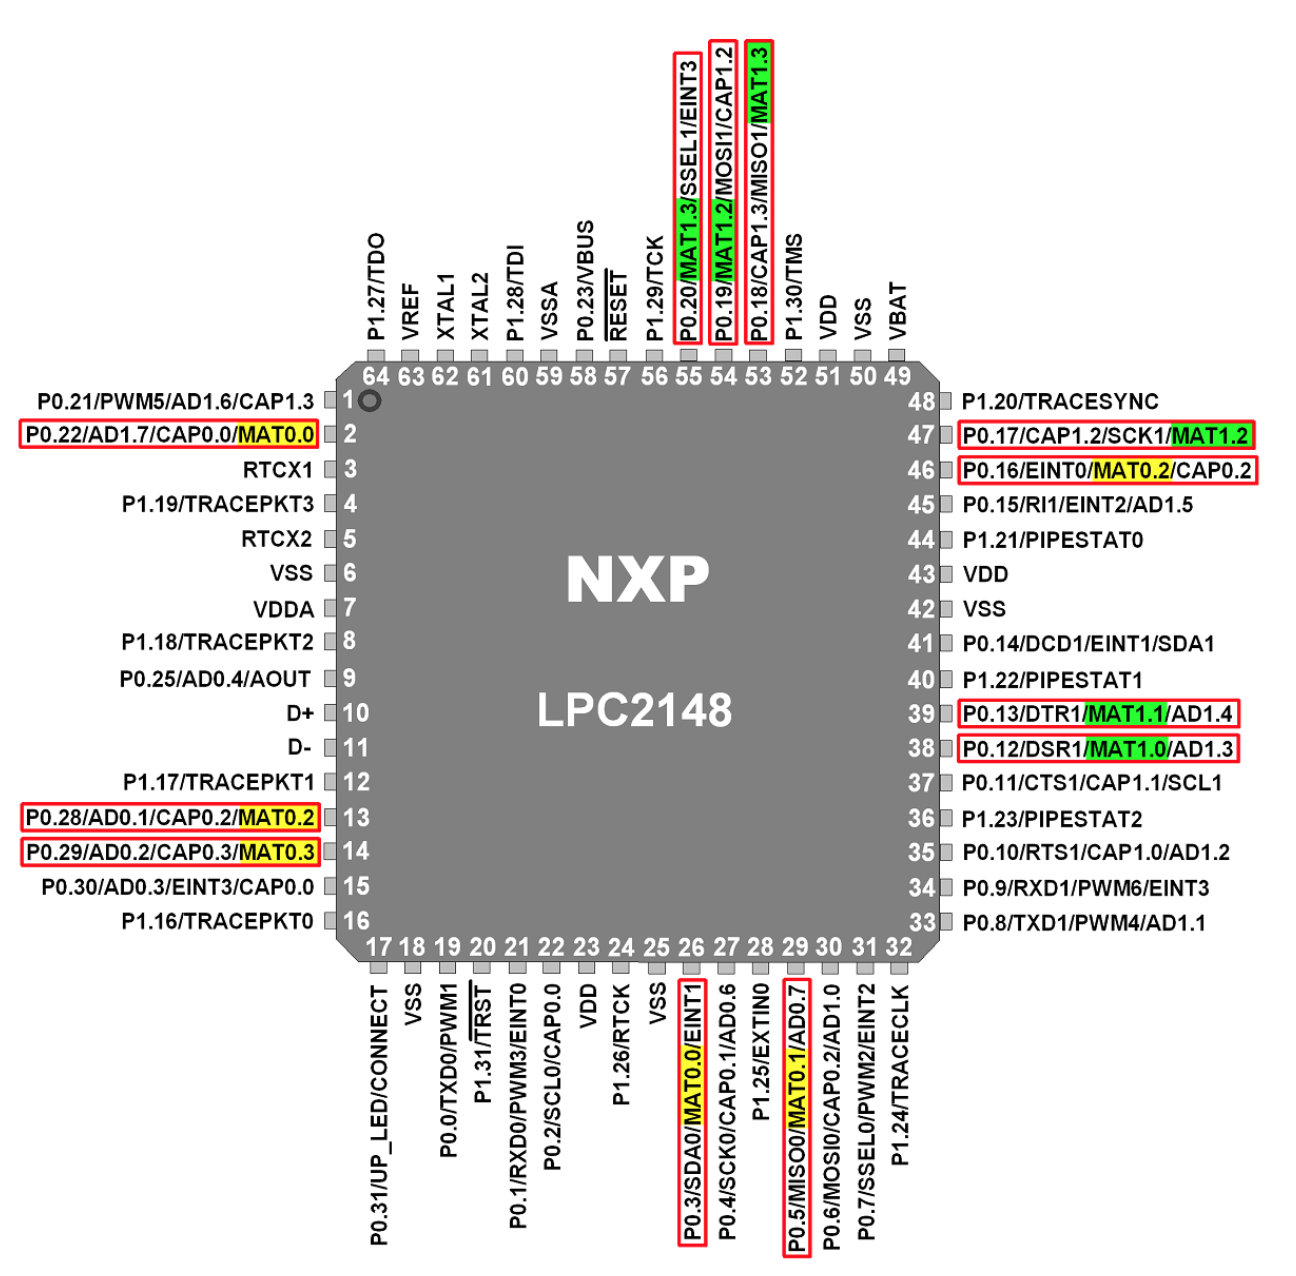 P1.27/TDO
VREF
XTAL1
XTAL2
P1.28/TDI
VSSA
P0.23/VBUS
RESET
P1.29/TCK
P0.20/MAT1.3/SSEL1/EINT3
P0.19/MAT1.2/MOSI1/CAP1.2
P0.18/CAP1.3/MISO1/MAT1.3
P1.30/TMS
VDD
VSS
VBAT
64 63 62 61 60 59 58 57 56 55 54 53 52 51 50 49
P0.21/PWM5/AD1.6/CAP1.3 1
P0.22/AD1.7/CAP0.0/MAT0.0 2
RTCX1 3
P1.19/TRACEPKT3 4
RTCX2 5
VSS 6
VDDA 7
P1.18/TRACEPKT2 8
P0.25/AD0.4/AOUT 9
D+ 10
D- 11
P1.17/TRACEPKT1 12
P0.28/AD0.1/CAP0.2/MAT0.2 13
P0.29/AD0.2/CAP0.3/MAT0.3 14
P0.30/AD0.3/EINT3/CAP0.0 15
P1.16/TRACEPKT0 16
NXP
LPC2148
48 P1.20/TRACESYNC
47 P0.17/CAP1.2/SCK1/MAT1.2
46 P0.16/EINT0/MAT0.2/CAP0.2
45 P0.15/RI1/EINT2/AD1.5
44 P1.21/PIPESTAT0
43 VDD
42 VSS
41 P0.14/DCD1/EINT1/SDA1
40 P1.22/PIPESTAT1
39 P0.13/DTR1/MAT1.1/AD1.4
38 P0.12/DSR1/MAT1.0/AD1.3
37 P0.11/CTS1/CAP1.1/SCL1
36 P1.23/PIPESTAT2
35 P0.10/RTS1/CAP1.0/AD1.2
34 P0.9/RXD1/PWM6/EINT3
33 P0.8/TXD1/PWM4/AD1.1
17 18 19 20 21 22 23 24 25 26 27 28 29 30 31 32
P0.31/UP_LED/CONNECT
VSS
P0.0/TXD0/PWM1
P1.31/TRST
P0.1/RXD0/PWM3/EINT0
P0.2/SCL0/CAP0.0
VDD
P1.26/RTCK
VSS
P0.3/SDA0/MAT0.0/EINT1
P0.4/SCK0/CAP0.1/AD0.6
P1.25/EXTIN0
P0.5/MISO0/MAT0.1/AD0.7
P0.6/MOSI0/CAP0.2/AD1.0
P0.7/SSEL0/PWM2/EINT2
P1.24/TRACECLK